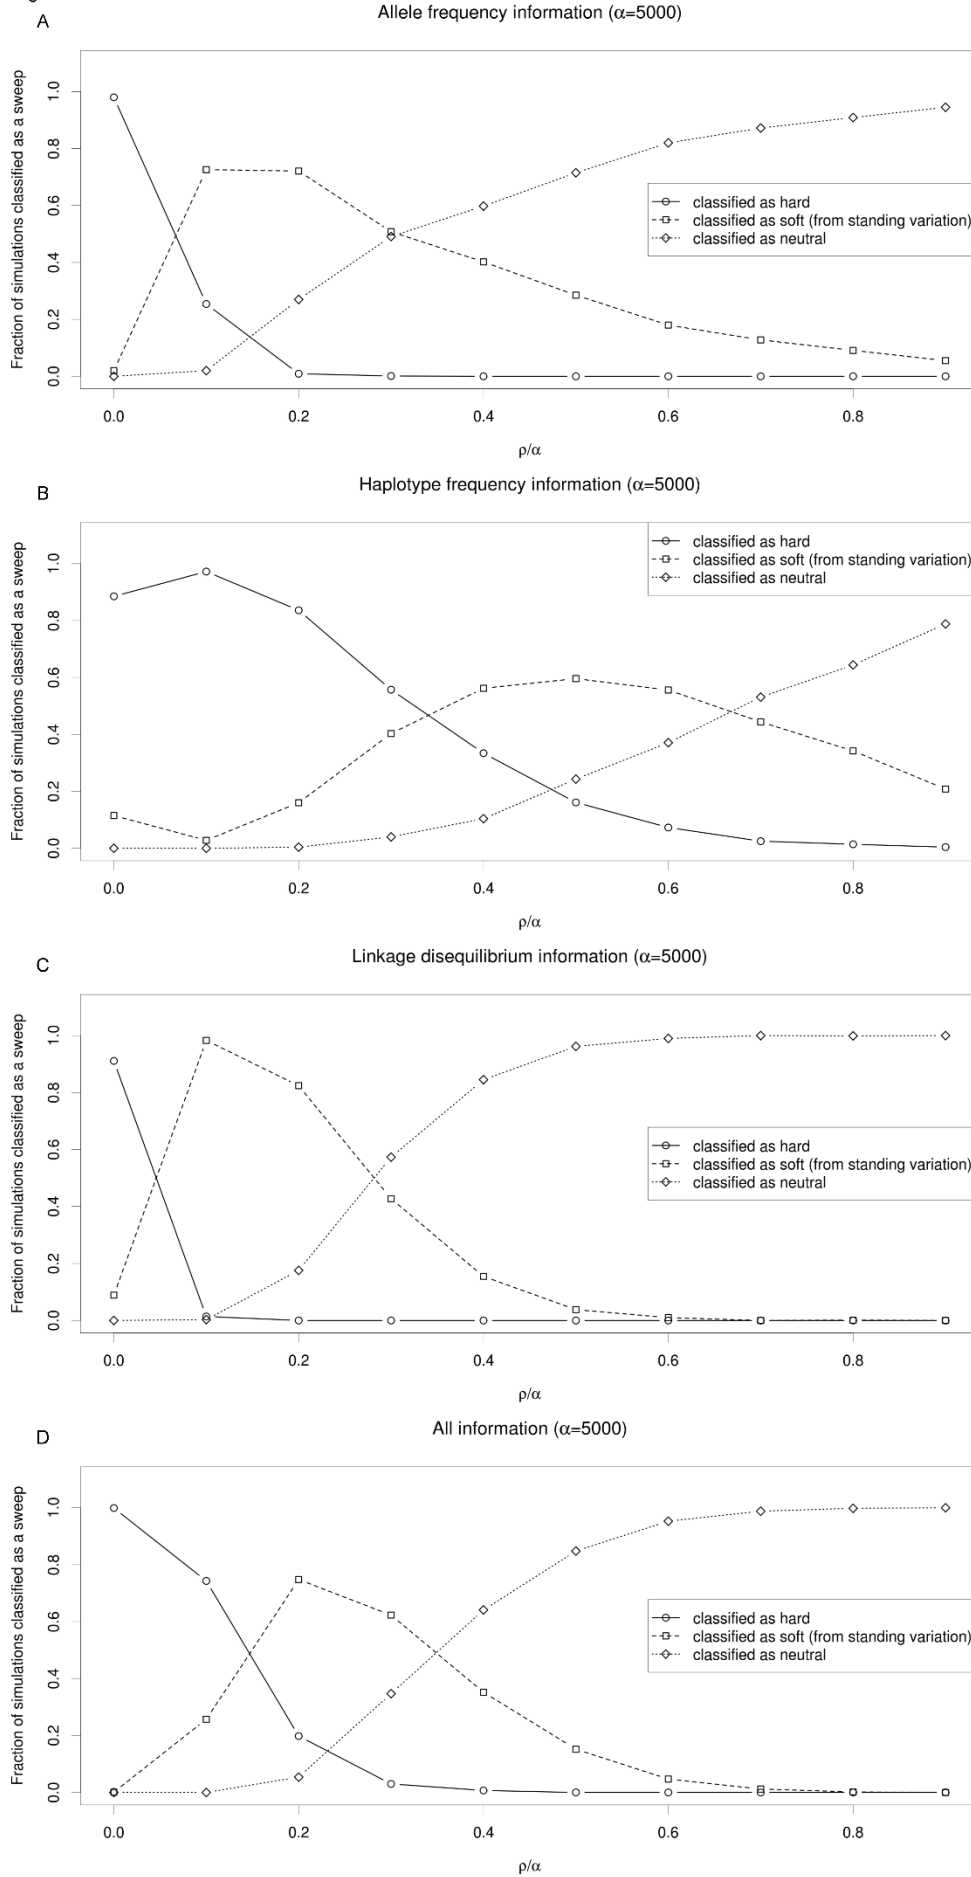 A
Allele frequency information (α=5000)
Fraction of simulations classified as a sweep
1.0
0.8
0.6
0.4
0.2
0.0
classified as hard
classified as soft (from standing variation)
classified as neutral
0.0 0.2 0.4 0.6 0.8
ρ/α
B
Haplotype frequency information (α=5000)
Fraction of simulations classified as a sweep
1.0
0.8
0.6
0.4
0.2
0.0
classified as hard
classified as soft (from standing variation)
classified as neutral
0.0 0.2 0.4 0.6 0.8
ρ/α
C
Linkage disequilibrium information (α=5000)
Fraction of simulations classified as a sweep
1.0
0.8
0.6
0.4
0.2
0.0
classified as hard
classified as soft (from standing variation)
classified as neutral
0.0 0.2 0.4 0.6 0.8
ρ/α
D
All information (α=5000)
Fraction of simulations classified as a sweep
1.0
0.8
0.6
0.4
0.2
0.0
classified as hard
classified as soft (from standing variation)
classified as neutral
0.0 0.2 0.4 0.6 0.8
ρ/α